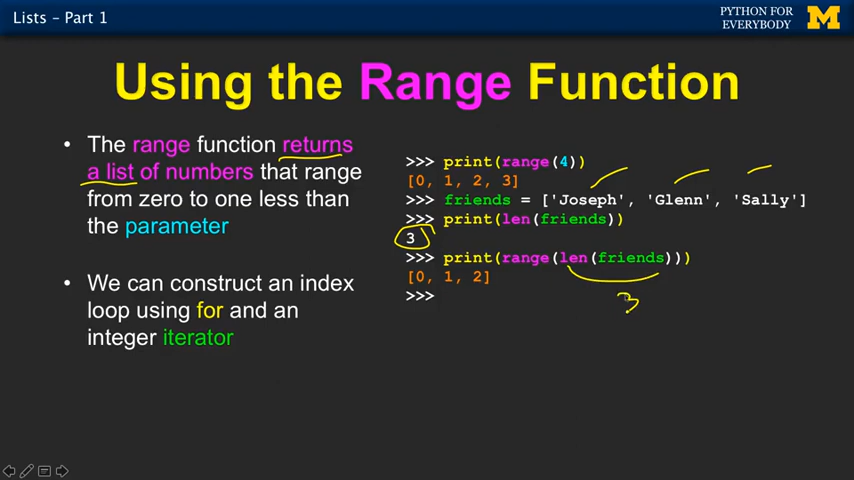 Lists – Part 1
PYTHON FOR
EVERYBODY
M
Using the Range Function
• The range function returns
a list of numbers that range
from zero to one less than
the parameter
• We can construct an index
loop using for and an
integer iterator
>>> print(range(4))
[0, 1, 2, 3]
>>> friends = ['Joseph', 'Glenn', 'Sally']
>>> print(len(friends))
3
>>> print(range(len(friends)))
[0, 1, 2]
>>>
3